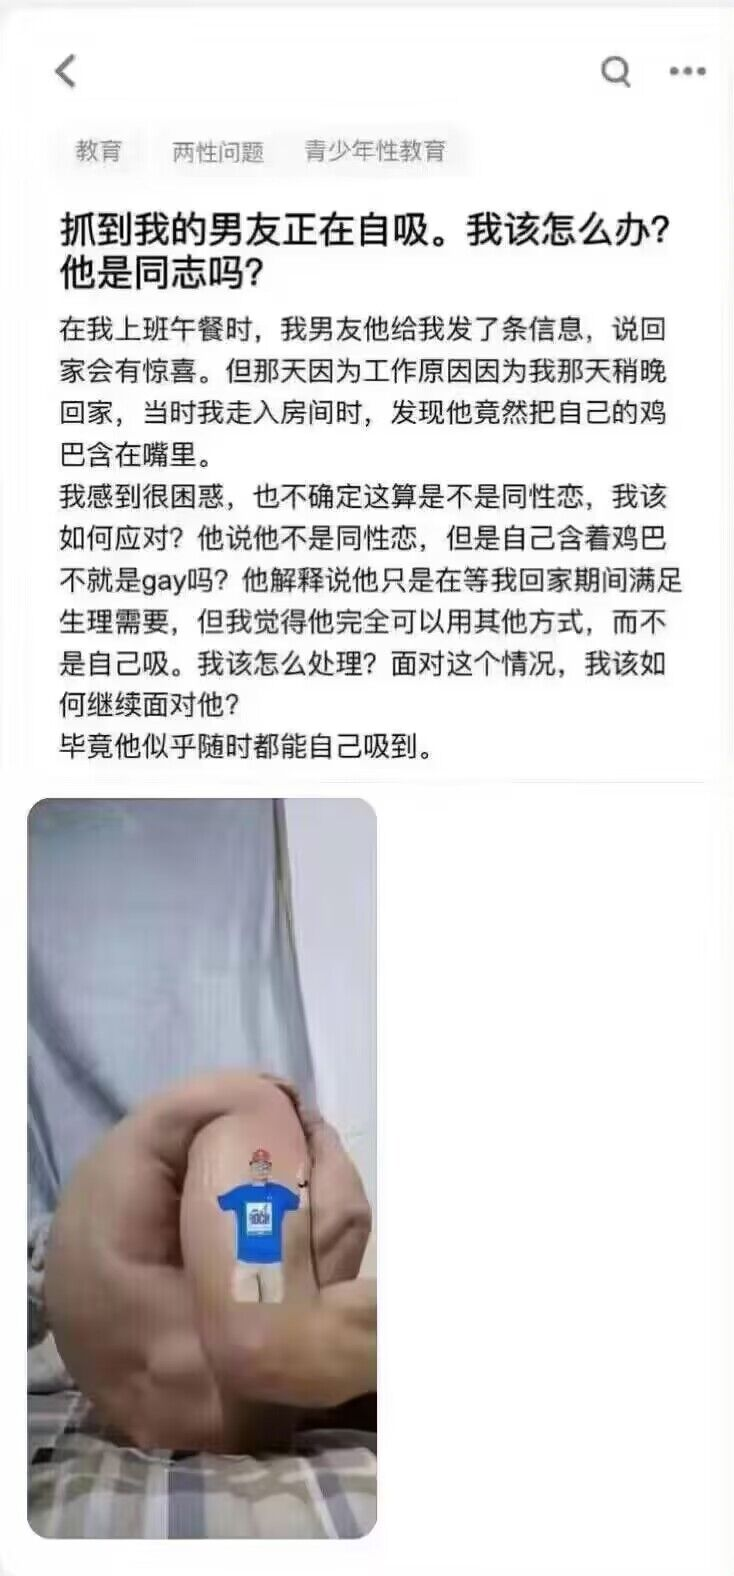 教育 两性问题 青少年性教育
抓到我的男友正在自吸。我该怎么办？
他是同志吗？
在我上班午餐时，我男友他给我发了条信息，说回
家会有惊喜。但那天因为工作原因因为我那天稍晚
回家，当时我走入房间时，发现他竟然把自己的鸡
巴含在嘴里。
我感到很困惑，也不确定这算是不是同性恋，我该
如何应对？他说他不是同性恋，但是自己含着鸡巴
不就是gay吗？他解释说他只是在等我回家期间满足
生理需要，但我觉得他完全可以用其他方式，而不
是自己吸。我该怎么处理？面对这个情况，我该如
何继续面对他？
毕竟他似乎随时都能自己吸到。